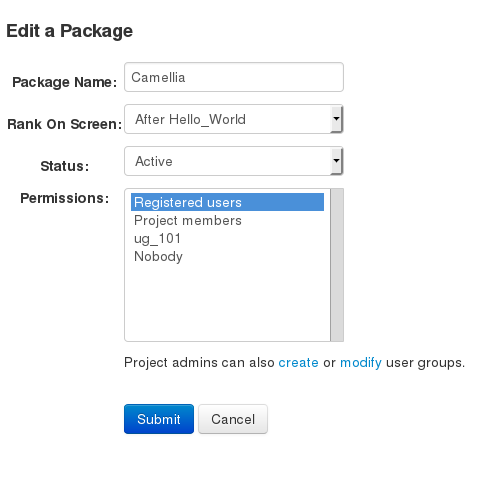 Edit a Package
Package Name: Camellia
Rank On Screen: After Hello_World
Status: Active
Permissions: Registered users
Project members
ug_101
Nobody
Project admins can also create or modify user groups.
Submit Cancel